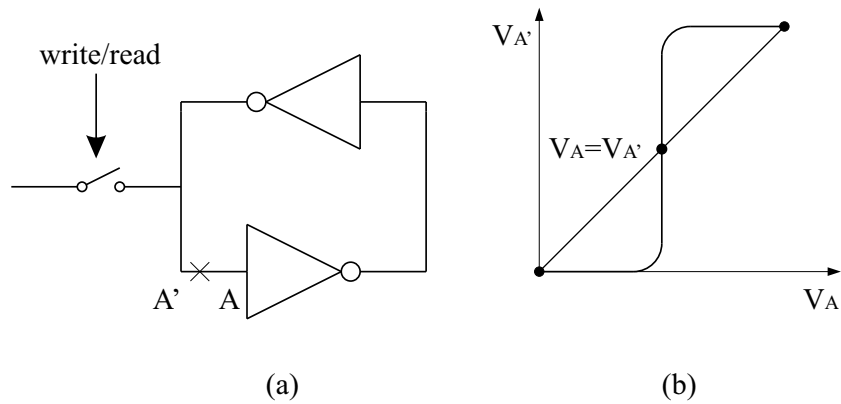 write/read
A'
A
(a)
VA'
VA=VA'
VA
(b)